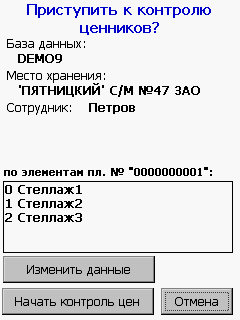 Приступить к контролю
ценников?
База данных:
DEMO9
Место хранения:
'ПЯТНИЦКИЙ' С/М №47 ЗАО
Сотрудник: Петров
по элементам пл. № "0000000001":
0 Стеллаж1
1 Стеллаж2
2 Стеллаж3
Изменить данные
Начать контроль цен Отмена